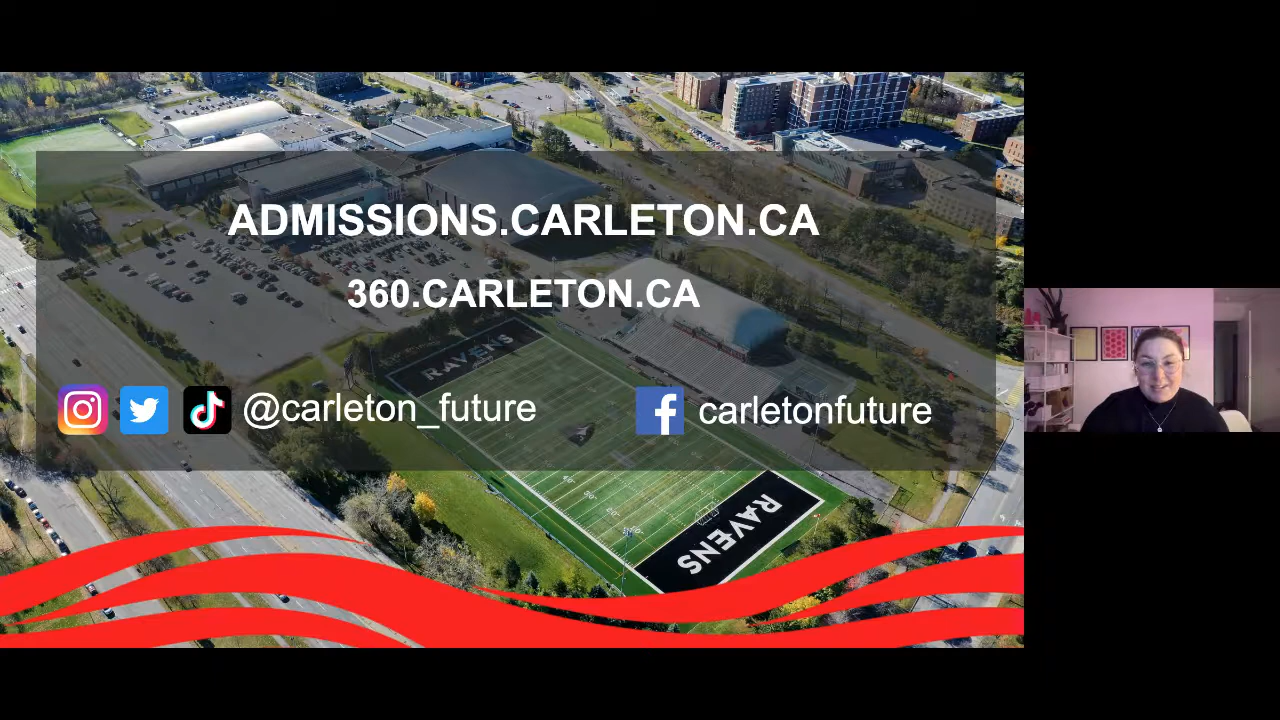 ADMISSIONS.CARLETON.CA
360.CARLETON.CA
@carleton_future
carletonfuture
RAVENS
RAVENS